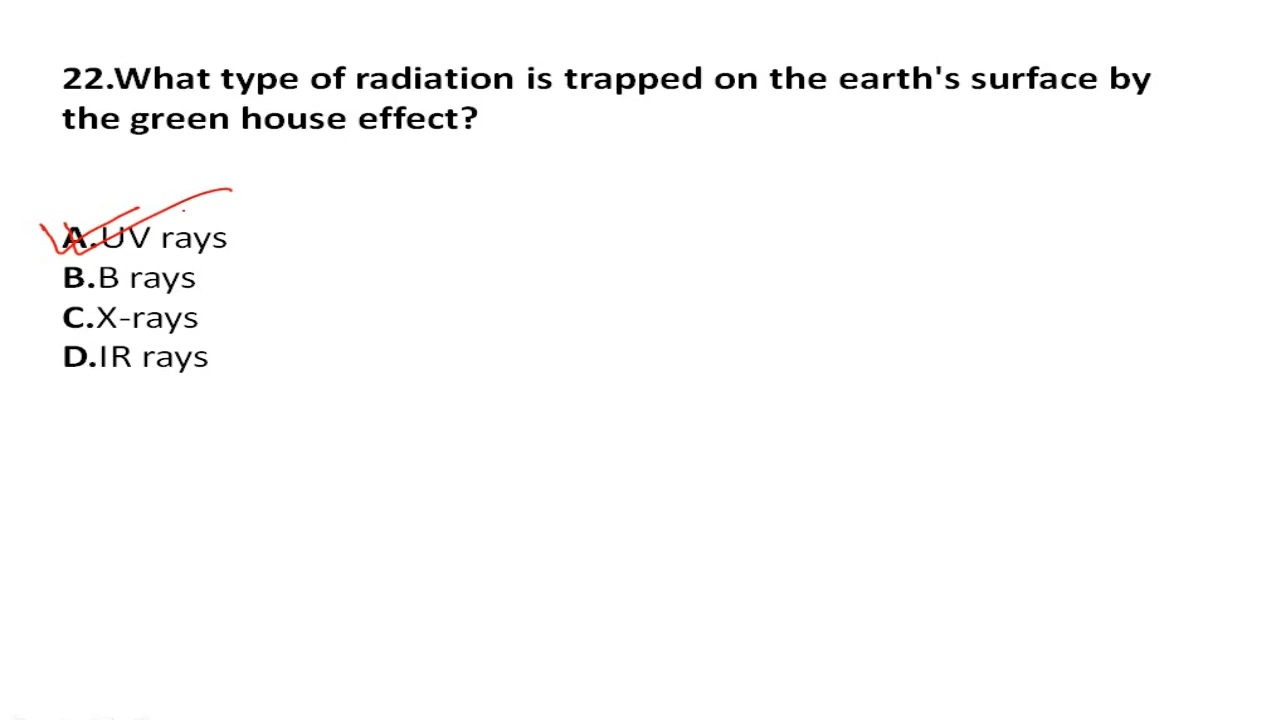 22.What type of radiation is trapped on the earth's surface by
the green house effect?
A.UV rays
B.B rays
C.X-rays
D.IR rays